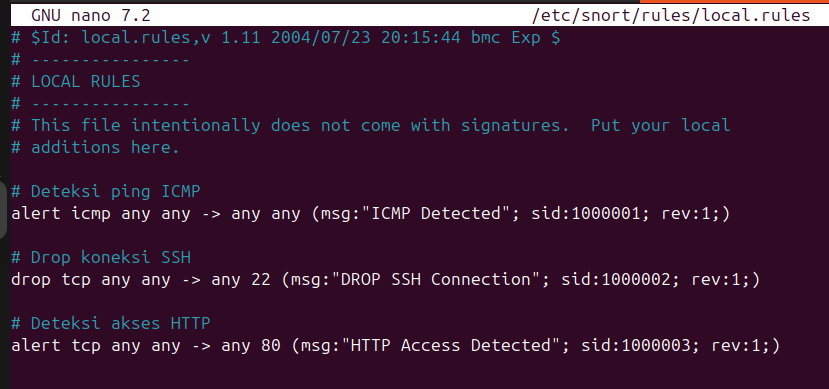 GNU nano 7.2 /etc/snort/rules/local.rules
# $Id: local.rules,v 1.11 2004/07/23 20:15:44 bmc Exp $
# ----------------
# LOCAL RULES
# ----------------
# This file intentionally does not come with signatures.  Put your local
# additions here.
# Deteksi ping ICMP
alert icmp any any -> any any (msg:"ICMP Detected"; sid:1000001; rev:1;)
# Drop koneksi SSH
drop tcp any any -> any 22 (msg:"DROP SSH Connection"; sid:1000002; rev:1;)
# Deteksi akses HTTP
alert tcp any any -> any 80 (msg:"HTTP Access Detected"; sid:1000003; rev:1;)